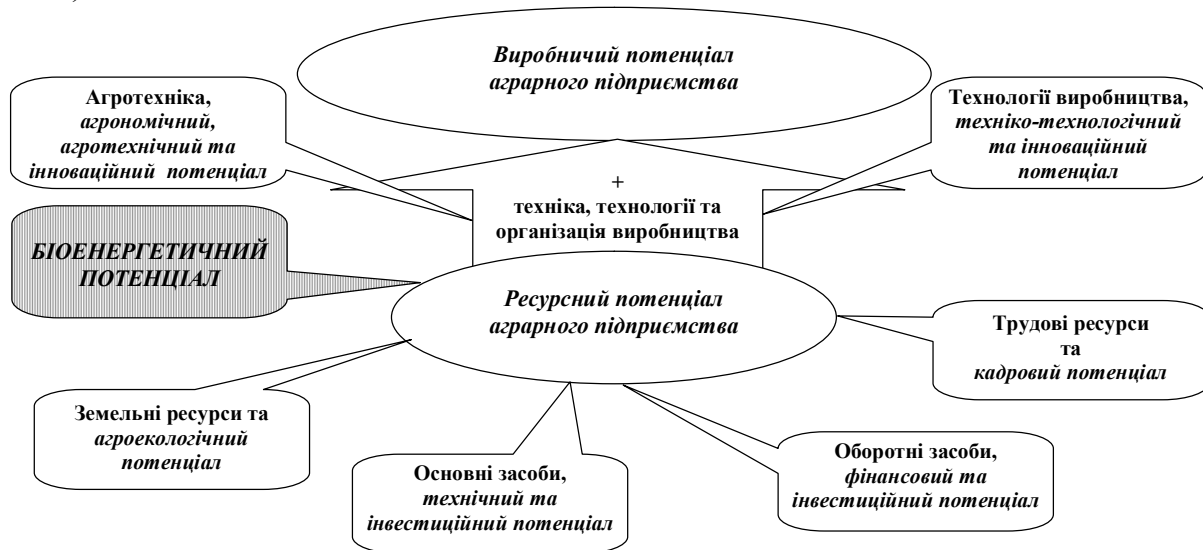 Виробничий потенціал
аграрного підприємства
Агротехніка,
агрономічний,
агротехнічний та
інноваційний потенціал
Технології виробництва,
техніко-технологічний
та інноваційний
потенціал
+
техніка, технології та
організація виробництва
БІОЕНЕРГЕТИЧНИЙ
ПОТЕНЦІАЛ
Ресурсний потенціал
аграрного підприємства
Трудові ресурси
та
кадровий потенціал
Земельні ресурси та
агроекологічний
потенціал
Основні засоби,
технічний та
інвестиційний потенціал
Оборотні засоби,
фінансовий та
інвестиційний потенціал